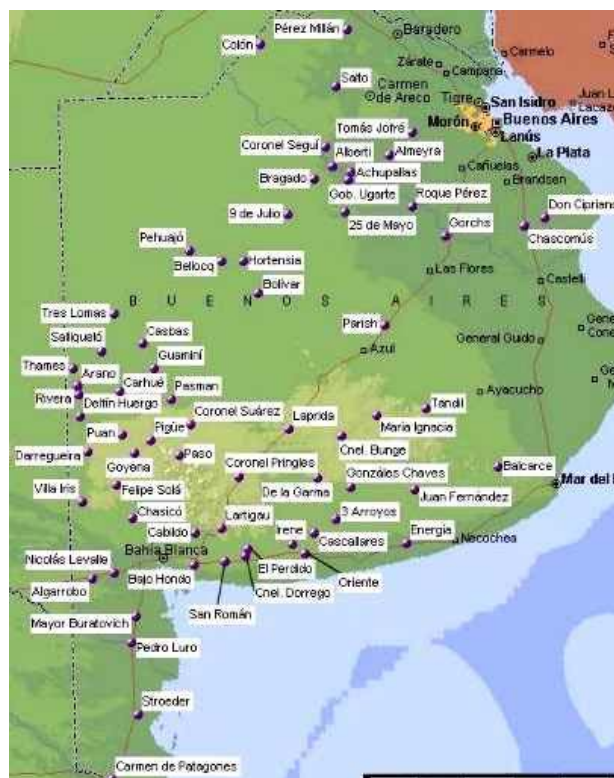 Pérez Millán
Baradero
Colón
Carmelo
Zárate
Campana
Salto
Carmen
de Areco
Tigre
San Isidro
Juan L
Lacaz
Morón
Buenos Aires
Tomás Jofré
Lanús
Coronel Seguí
Alberti
Almeyra
La Plata
Achupallas
Cañuelas
Bragado
Brandsen
Gob. Ugarte
Roque Pérez
9 de Julio
25 de Mayo
Don Cipriano
Gorchs
Chascomús
Pehuajó
Bellocq
Hortensia
Las Flores
Bolívar
Castelli
B U E N O S A I R E S
Tres Lomas
Gene
Cone
Casbas
Parish
Salliqueló
General Guido
Azul
Thames
Guaminí
Arano
Ge
M
Carhué
Rivera
Pasman
Ayacucho
Delfín Huergo
Coronel Suárez
Tandil
Laprida
María Ignacia
Puan
Pigüe
Cnel. Bunge
Darregueira
Goyena
Paso
Balcarce
Coronel Pringles
Gonzáles Chaves
Mar del
Villa Iris
Felipe Solá
De la Garma
Juan Fernández
Chasicó
Lartigau
3 Arroyos
Cabildo
Irene
Energía
Cascallares
Necochea
Bahía Blanca
Nicolás Levalle
El Perdido
Bajo Hondo
Oriente
Algarrobo
Cnel. Dorrego
San Román
Mayor Buratovich
Pedro Luro
Stroeder
Carmen de Patagones